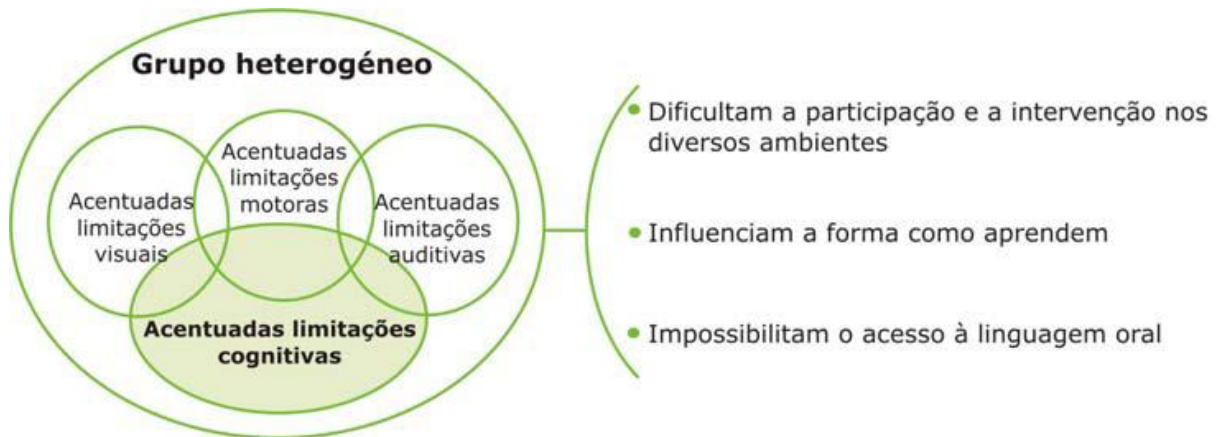 Grupo heterogéneo
Acentuadas
limitações
visuais
Acentuadas
limitações
motoras
Acentuadas
limitações
auditivas
Acentuadas limitações
cognitivas
• Dificultam a participação e a intervenção nos
diversos ambientes
• Influenciam a forma como aprendem
• Impossibilitam o acesso à linguagem oral